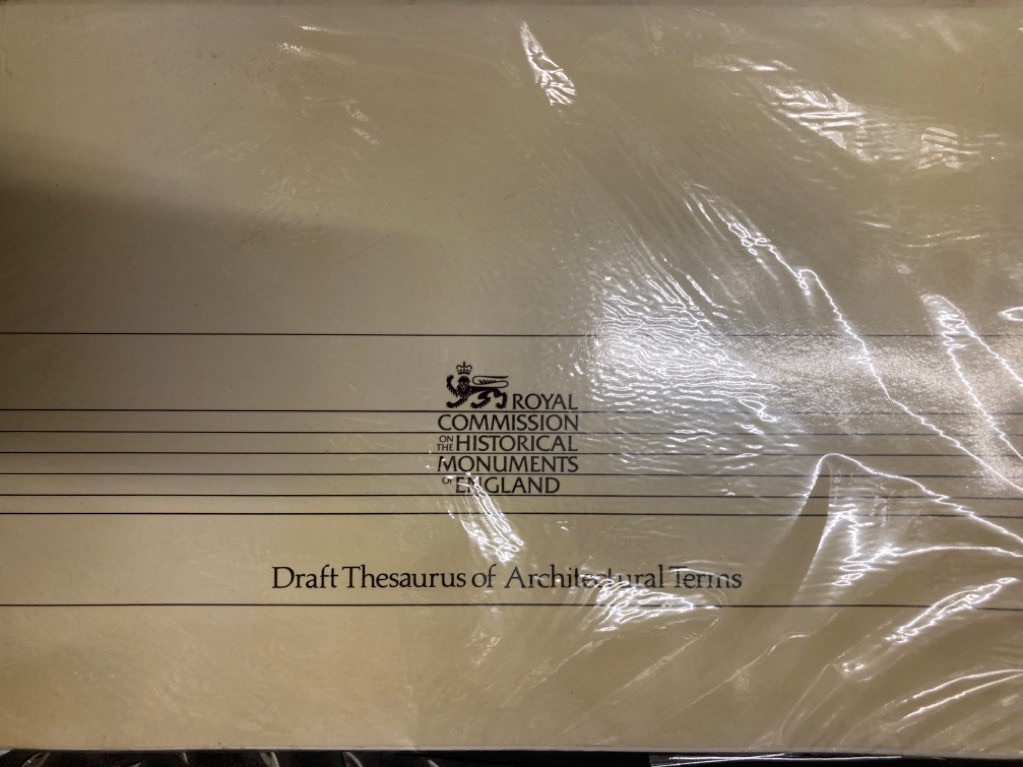 ROYAL
COMMISSION
ON THE HISTORICAL
MONUMENTS
OF ENGLAND
Draft Thesaurus of Architectural Terms